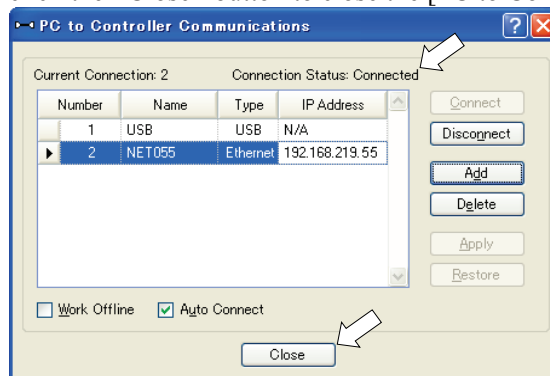 PC to Controller Communications
Current Connection: 2 Connection Status: Connected
Number Name Type IP Address
1 USB USB N/A
2 NET055 Ethernet 192.168.219.55
Connect
Disconnect
Add
Delete
Apply
Restore
Work Offline Auto Connect
Close